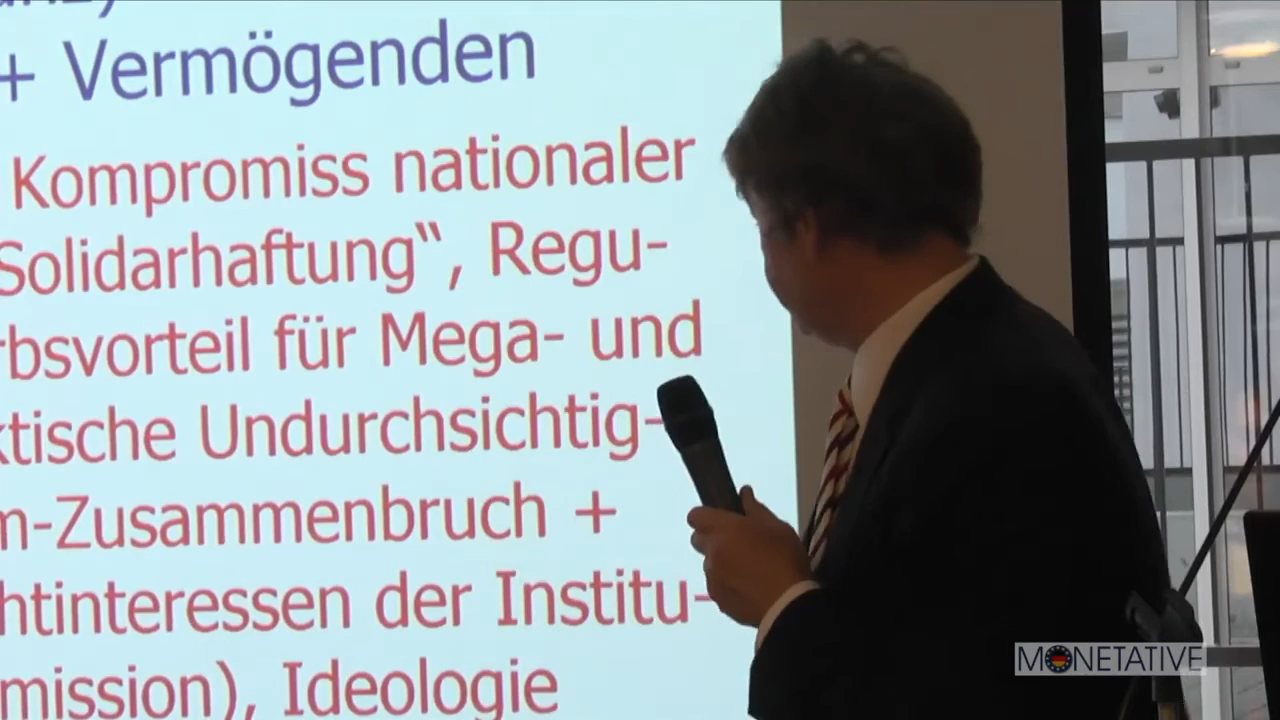 + Vermögenden
Kompromiss nationaler
Solidarhaftung“, Regu-
rbsvorteil für Mega- und
ktische Undurchsichtig-
m-Zusammenbruch +
htinteressen der Institu-
mission), Ideologie
MONETATIVE